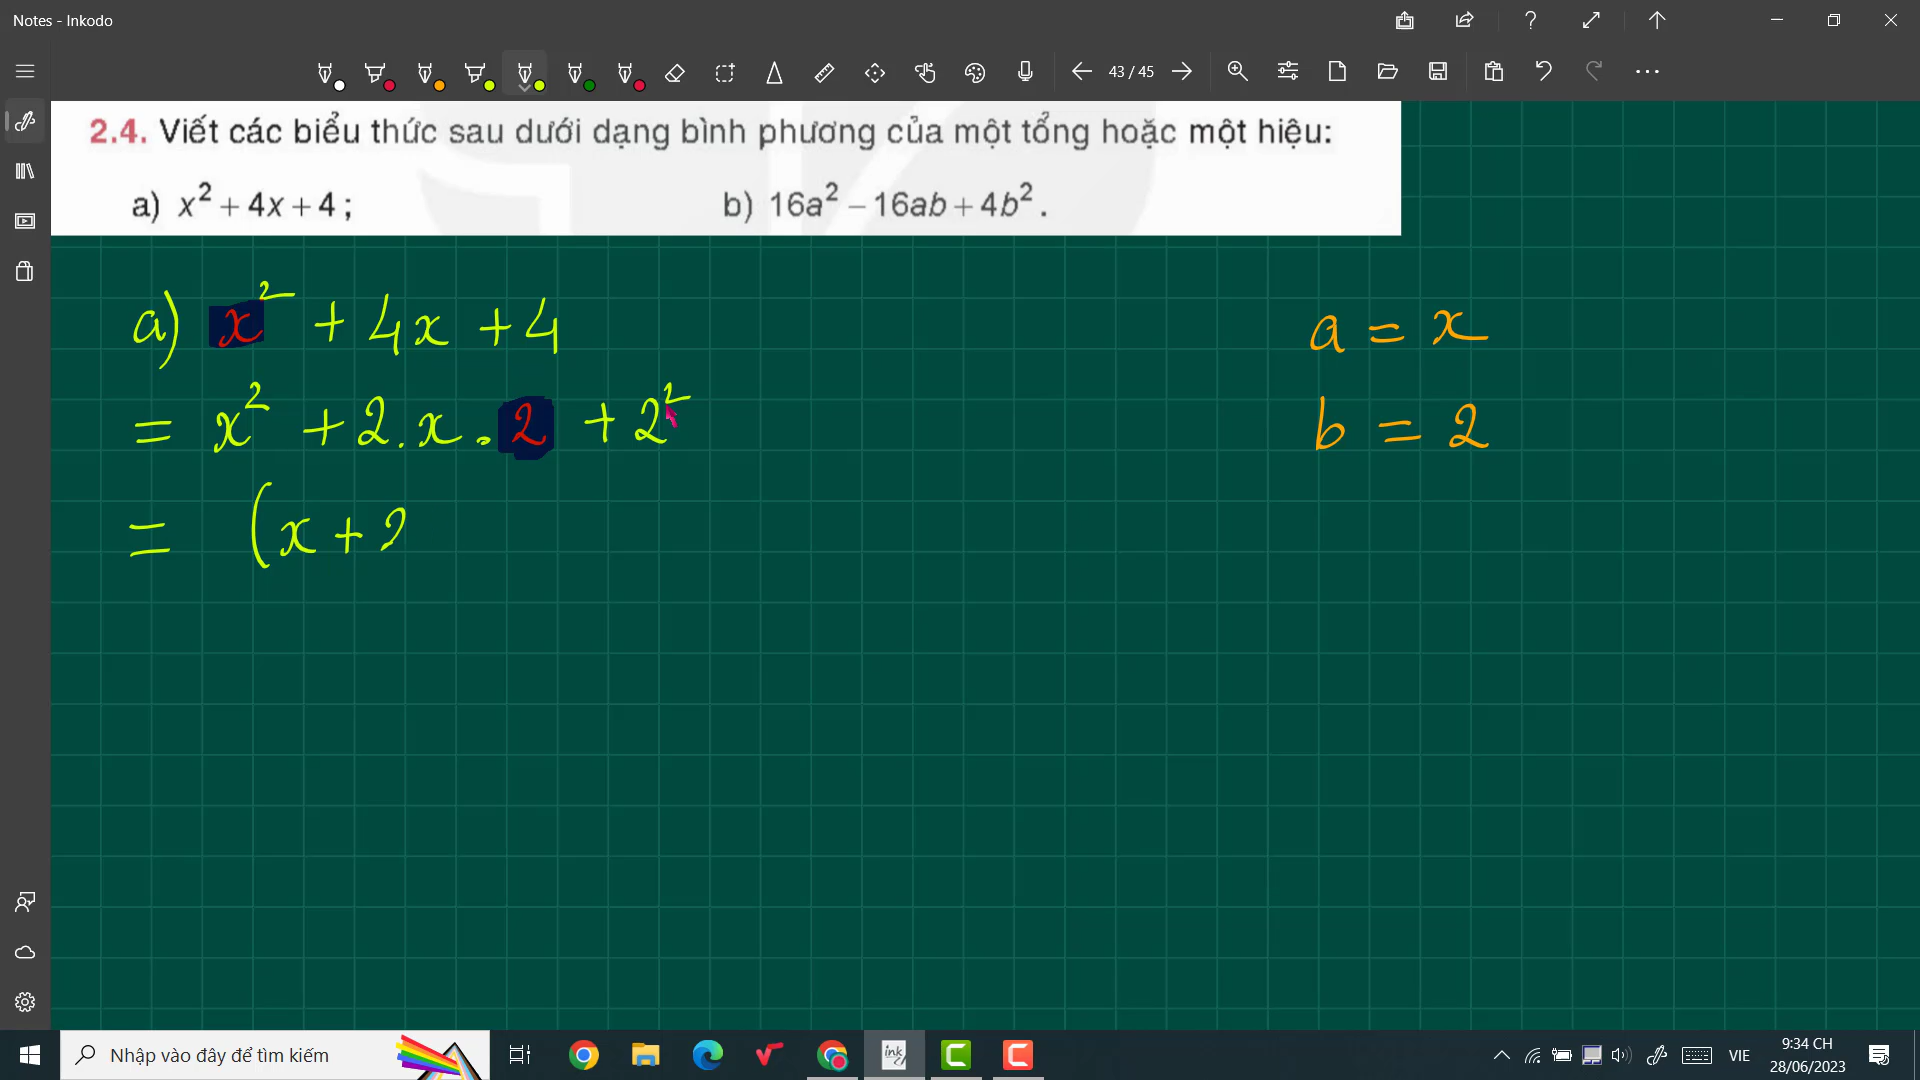 Notes - Inkodo
43 / 45
2.4. Viết các biểu thức sau dưới dạng bình phương của một tổng hoặc một hiệu:
a) x² + 4x + 4 ; b) 16a² − 16ab + 4b² .
a) x² + 4x + 4
a = x
= x² + 2.x.2 + 2²
b = 2
= (x + 2
Nhập vào đây để tìm kiếm
ink
VIE
9:34 CH
28/06/2023